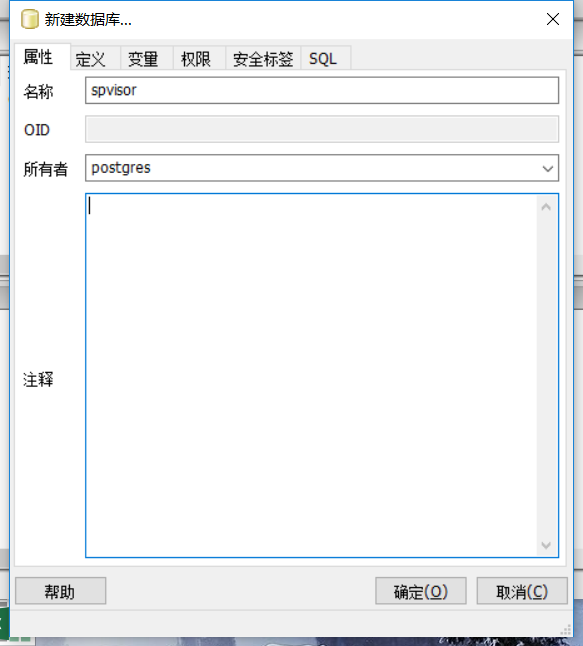 新建数据库...
属性 定义 变量 权限 安全标签 SQL
名称 spvisor
OID
所有者 postgres
注释
帮助 确定(O) 取消(C)